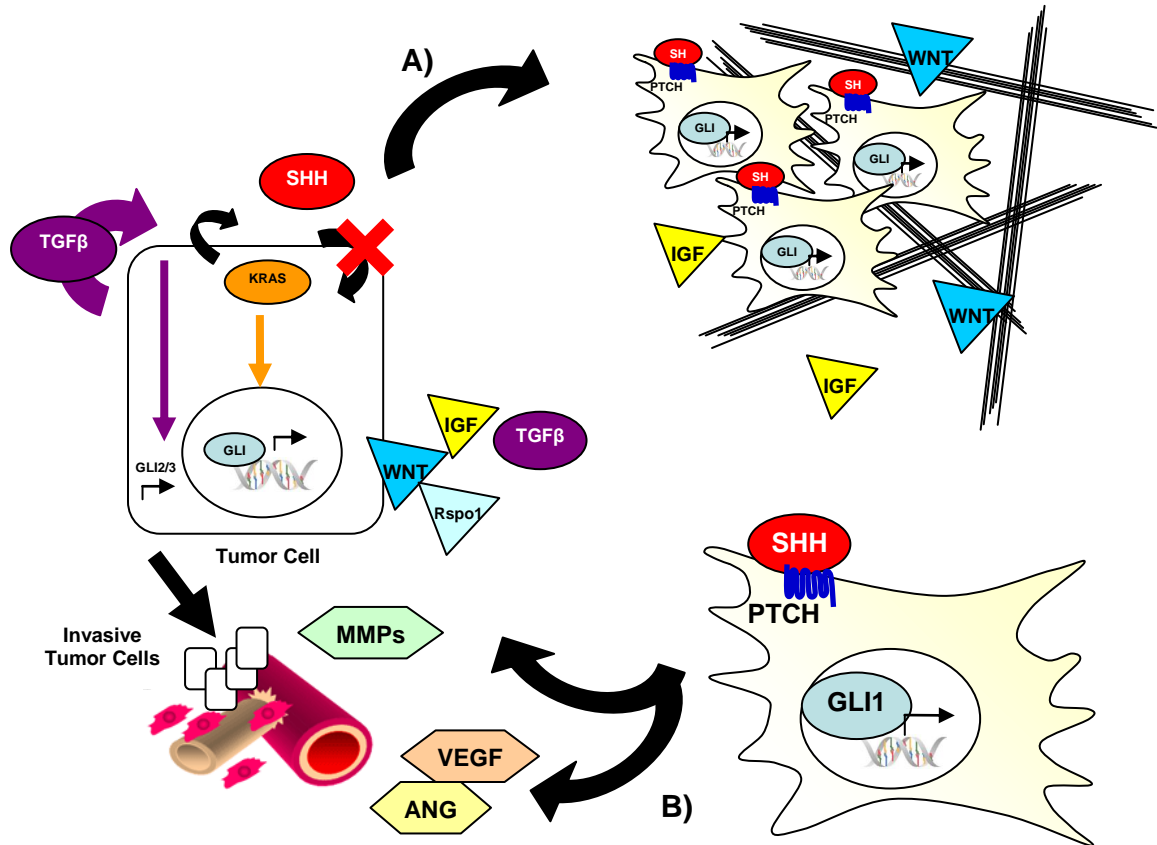 A)
SHH
TGFβ
KRAS
GLI
GLI2/3
IGF
TGFβ
WNT
Rspo1
Tumor Cell
SH
PTCH
GLI
SH
PTCH
GLI
SH
PTCH
GLI
WNT
IGF
WNT
IGF
Invasive
Tumor Cells
MMPs
VEGF
ANG
B)
SHH
PTCH
GLI1